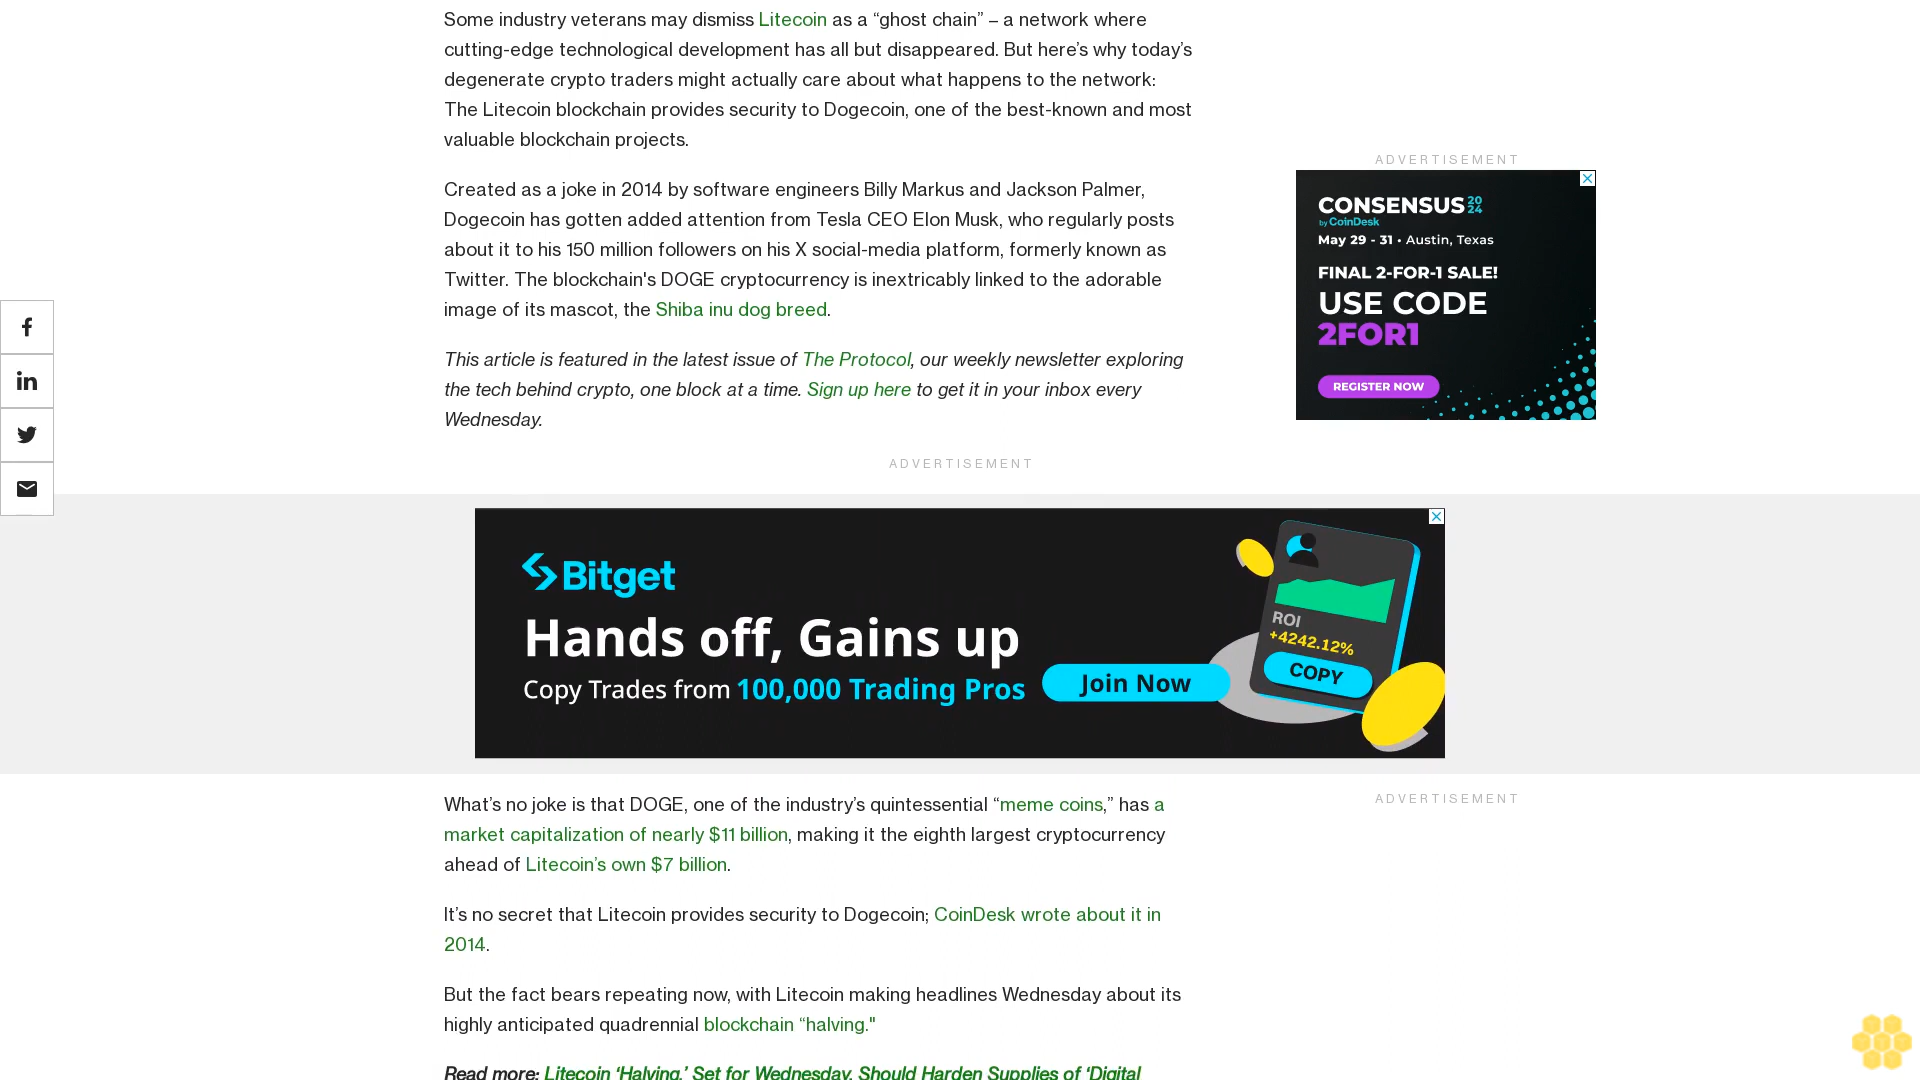 Some industry veterans may dismiss Litecoin as a “ghost chain” – a network where
cutting-edge technological development has all but disappeared. But here’s why today’s
degenerate crypto traders might actually care about what happens to the network:
The Litecoin blockchain provides security to Dogecoin, one of the best-known and most
valuable blockchain projects.
Created as a joke in 2014 by software engineers Billy Markus and Jackson Palmer,
Dogecoin has gotten added attention from Tesla CEO Elon Musk, who regularly posts
about it to his 150 million followers on his X social-media platform, formerly known as
Twitter. The blockchain's DOGE cryptocurrency is inextricably linked to the adorable
image of its mascot, the Shiba inu dog breed.
This article is featured in the latest issue of The Protocol, our weekly newsletter exploring
the tech behind crypto, one block at a time. Sign up here to get it in your inbox every
Wednesday.
ADVERTISEMENT
CONSENSUS 2024
by CoinDesk
May 29 - 31 • Austin, Texas
FINAL 2-FOR-1 SALE!
USE CODE
2FOR1
REGISTER NOW
ADVERTISEMENT
Bitget
Hands off, Gains up
Copy Trades from 100,000 Trading Pros
Join Now
ROI
+4242.12%
COPY
What’s no joke is that DOGE, one of the industry’s quintessential “meme coins,” has a
market capitalization of nearly $11 billion, making it the eighth largest cryptocurrency
ahead of Litecoin’s own $7 billion.
ADVERTISEMENT
It’s no secret that Litecoin provides security to Dogecoin; CoinDesk wrote about it in
2014.
But the fact bears repeating now, with Litecoin making headlines Wednesday about its
highly anticipated quadrennial blockchain “halving."
Read more: Litecoin ‘Halving,’ Set for Wednesday, Should Harden Supplies of ‘Digital